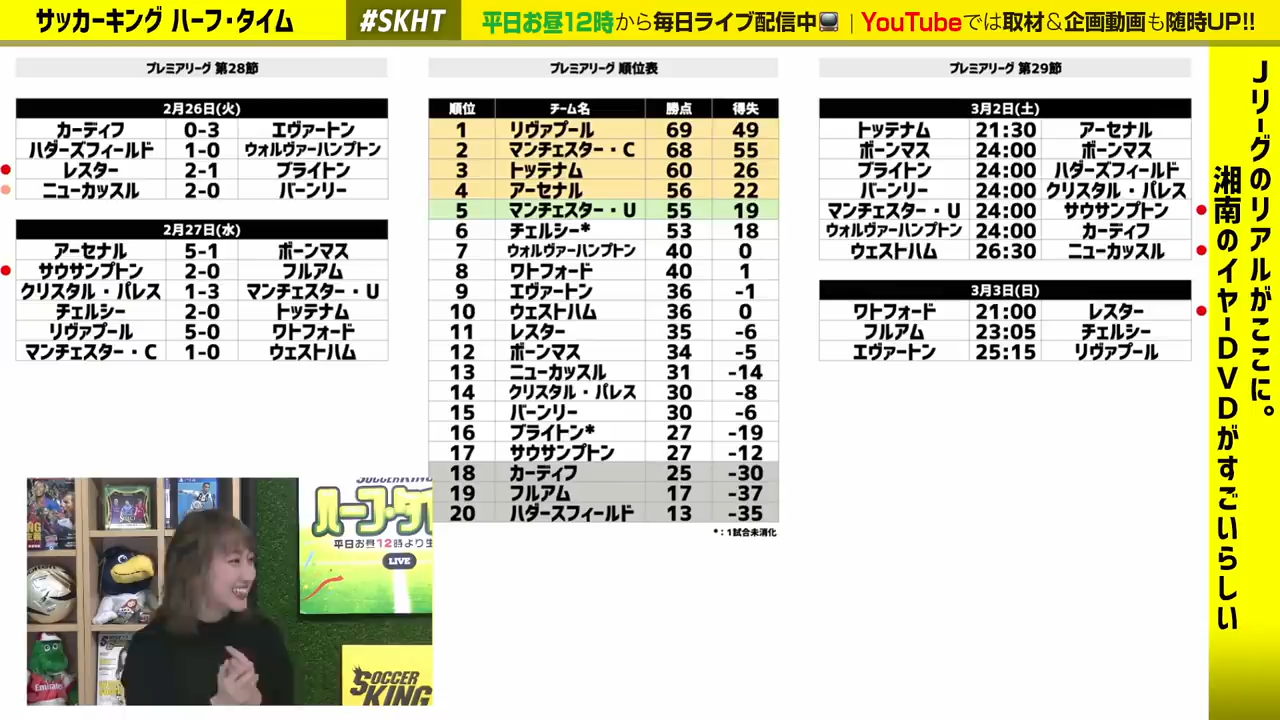 サッカーキング ハーフ・タイム
#SKHT
平日お昼12時から毎日ライブ配信中 | YouTubeでは取材&企画動画も随時UP!!
プレミアリーグ 第28節
2月26日(火)
カーディフ 0-3 エヴァートン
ハダーズフィールド 1-0 ウォルヴァーハンプトン
レスター 2-1 ブライトン
ニューカッスル 2-0 バーンリー
2月27日(水)
アーセナル 5-1 ボーンマス
サウサンプトン 2-0 フルアム
クリスタル・パレス 1-3 マンチェスター・U
チェルシー 2-0 トッテナム
リヴァプール 5-0 ワトフォード
マンチェスター・C 1-0 ウェストハム
プレミアリーグ 順位表
順位 チーム名 勝点 得失
1 リヴァプール 69 49
2 マンチェスター・C 68 55
3 トッテナム 60 26
4 アーセナル 56 22
5 マンチェスター・U 55 19
6 チェルシー* 53 18
7 ウォルヴァーハンプトン 40 0
8 ワトフォード 40 1
9 エヴァートン 36 -1
10 ウェストハム 36 0
11 レスター 35 -6
12 ボーンマス 34 -5
13 ニューカッスル 31 -14
14 クリスタル・パレス 30 -8
15 バーンリー 30 -6
16 ブライトン* 27 -19
17 サウサンプトン 27 -12
18 カーディフ 25 -30
19 フルアム 17 -37
20 ハダースフィールド 13 -35
*：1試合未消化
プレミアリーグ 第29節
3月2日(土)
トッテナム 21:30 アーセナル
ボーンマス 24:00 ボーンマス
ブライトン 24:00 ハダーズフィールド
バーンリー 24:00 クリスタル・パレス
マンチェスター・U 24:00 サウサンプトン
ウォルヴァーハンプトン 24:00 カーディフ
ウェストハム 26:30 ニューカッスル
3月3日(日)
ワトフォード 21:00 レスター
フルアム 23:05 チェルシー
エヴァートン 25:15 リヴァプール
Jリーグのリアルがここに。
湘南のイヤーDVDがすごいらしい
SOCCER KING
ハーフ・タイ
平日お昼12時より生
LIVE
SOCCER
KING
Emirates